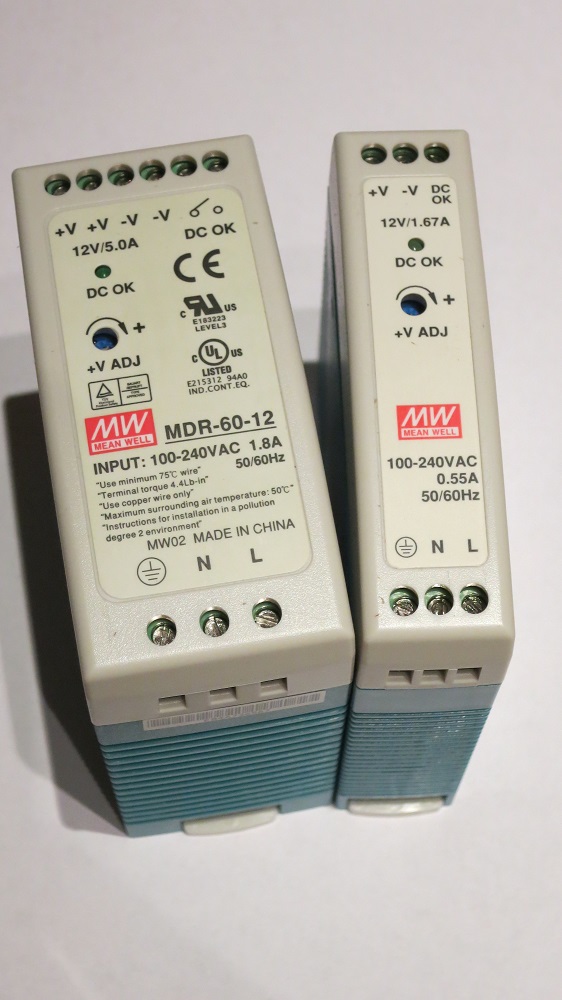 +V +V -V -V
DC OK
12V/5.0A
DC OK
+
+V ADJ
CE
c RU US
E183223
LEVEL3
c UL US
LISTED
E215312 94A0
IND.CONT.EQ.
MW
MEAN WELL
MDR-60-12
INPUT: 100-240VAC 1.8A
50/60Hz
"Use minimum 75℃ wire"
"Terminal torque 4.4Lb-in"
"Use copper wire only"
"Maximum surrounding air temperature: 50℃"
"Instructions for installation in a pollution
degree 2 environment"
MW02 MADE IN CHINA
N L
+V -V DC
OK
12V/1.67A
DC OK
+
+V ADJ
MW
MEAN WELL
100-240VAC
0.55A
50/60Hz
N L